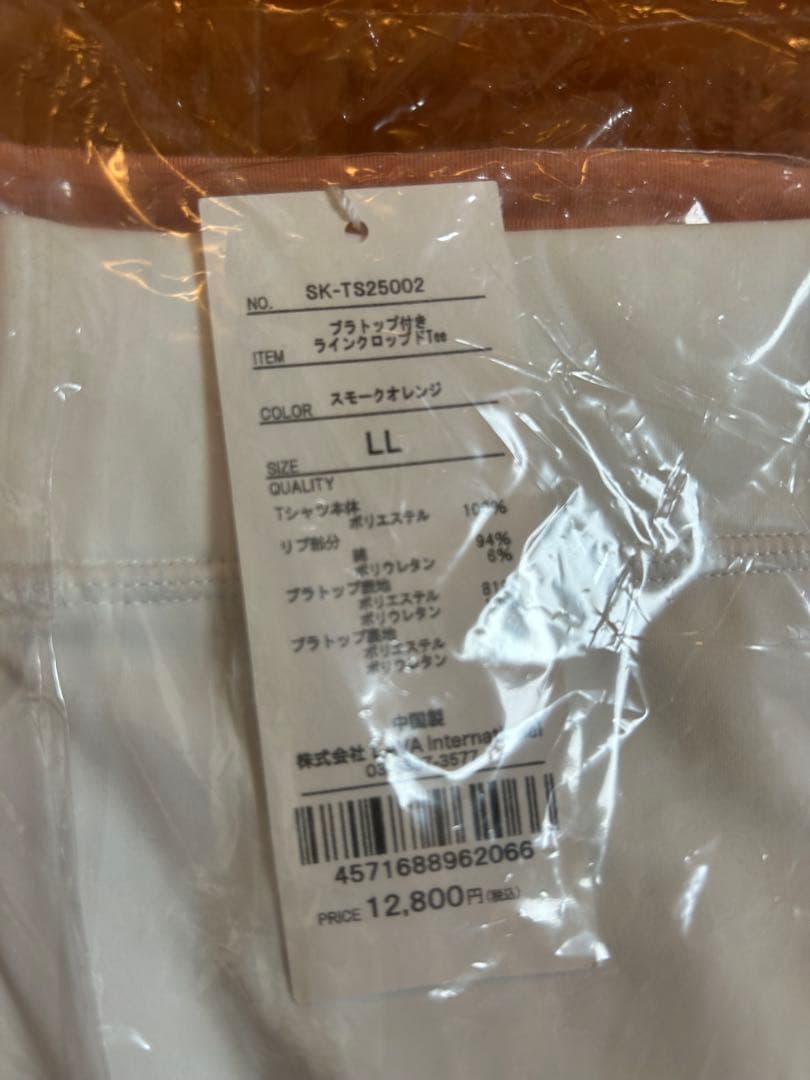 NO. SK-TS25002
ブラトップ付き
ITEM ラインクロップドTee
COLOR スモークオレンジ
SIZE LL
QUALITY
Tシャツ本体
ポリエステル 100%
リブ部分
綿 94%
ポリウレタン 6%
ブラトップ表地
ポリエステル
ポリウレタン
ブラトップ裏地
ポリエステル
ポリウレタン
中国製
株式会社 International
4571688962066
PRICE 12,800円(税込)